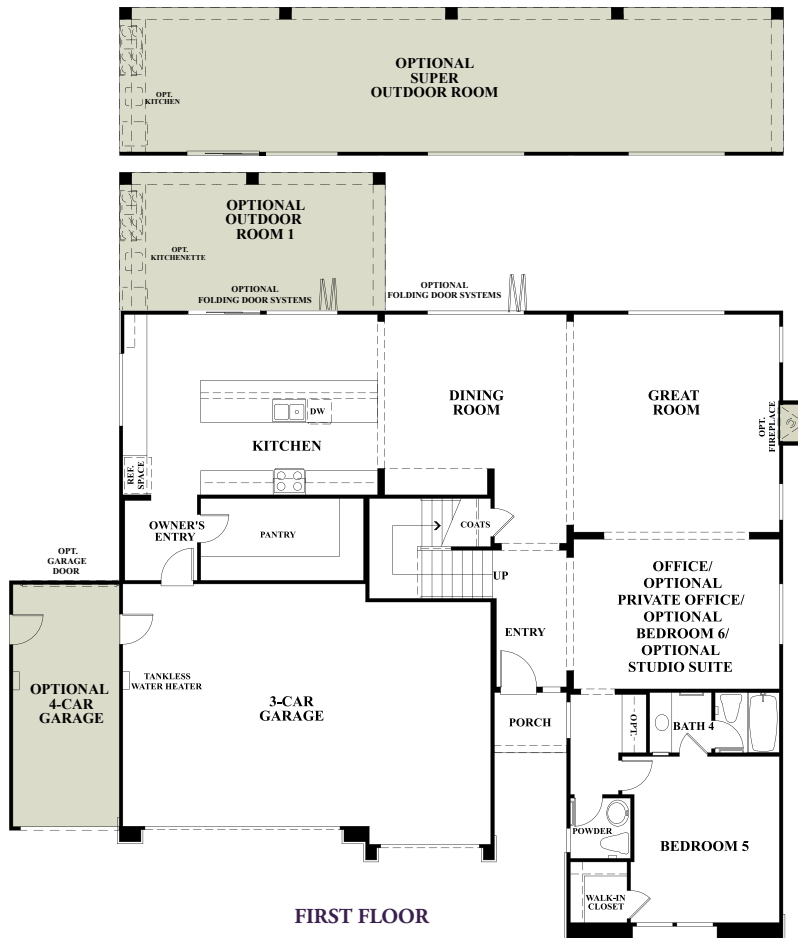 OPTIONAL
SUPER
OUTDOOR ROOM
OPT.
KITCHEN
OPTIONAL
OUTDOOR
ROOM 1
OPT.
KITCHENETTE
OPTIONAL
FOLDING DOOR SYSTEMS
OPTIONAL
FOLDING DOOR SYSTEMS
DINING
ROOM
GREAT
ROOM
OPT.
FIREPLACE
DW
KITCHEN
REF.
SPACE
OWNER'S
ENTRY
PANTRY
COATS
UP
OPT.
GARAGE
DOOR
OFFICE/
OPTIONAL
PRIVATE OFFICE/
OPTIONAL
BEDROOM 6/
OPTIONAL
STUDIO SUITE
ENTRY
TANKLESS
WATER HEATER
OPTIONAL
4-CAR
GARAGE
3-CAR
GARAGE
PORCH
OPT.
BATH 4
POWDER
BEDROOM 5
WALK-IN
CLOSET
FIRST FLOOR